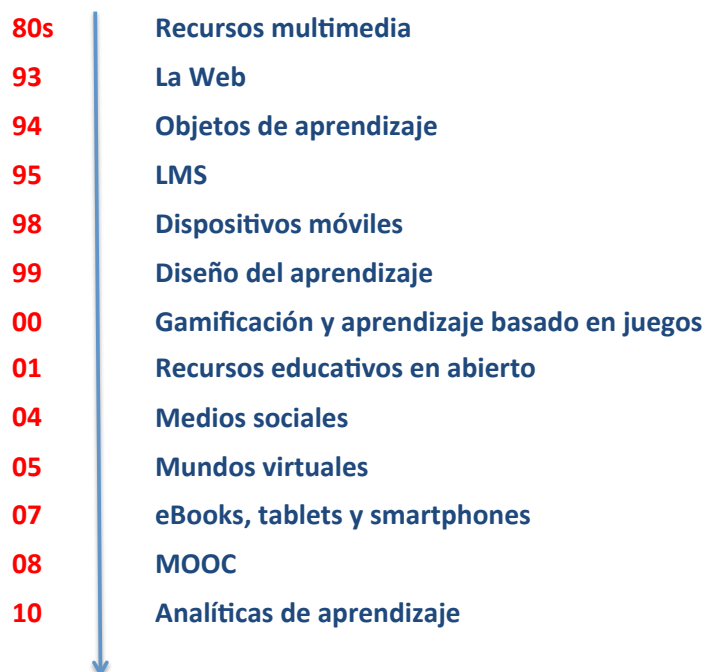 80s Recursos multimedia
93 La Web
94 Objetos de aprendizaje
95 LMS
98 Dispositivos móviles
99 Diseño del aprendizaje
00 Gamificación y aprendizaje basado en juegos
01 Recursos educativos en abierto
04 Medios sociales
05 Mundos virtuales
07 eBooks, tablets y smartphones
08 MOOC
10 Analíticas de aprendizaje